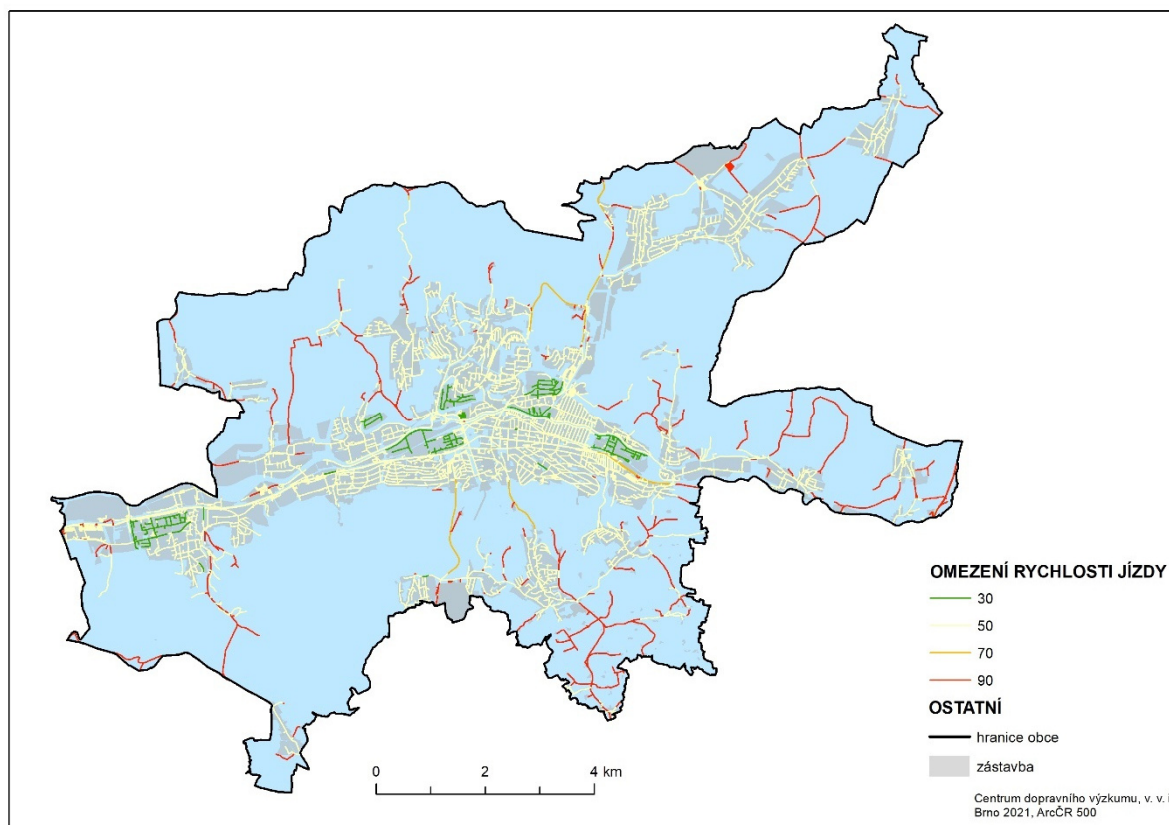 OMEZENÍ RYCHLOSTI JÍZDY
30
50
70
90
OSTATNÍ
hranice obce
zástavba
0 2 4 km
Centrum dopravního výzkumu, v. v. i
Brno 2021, ArcČR 500